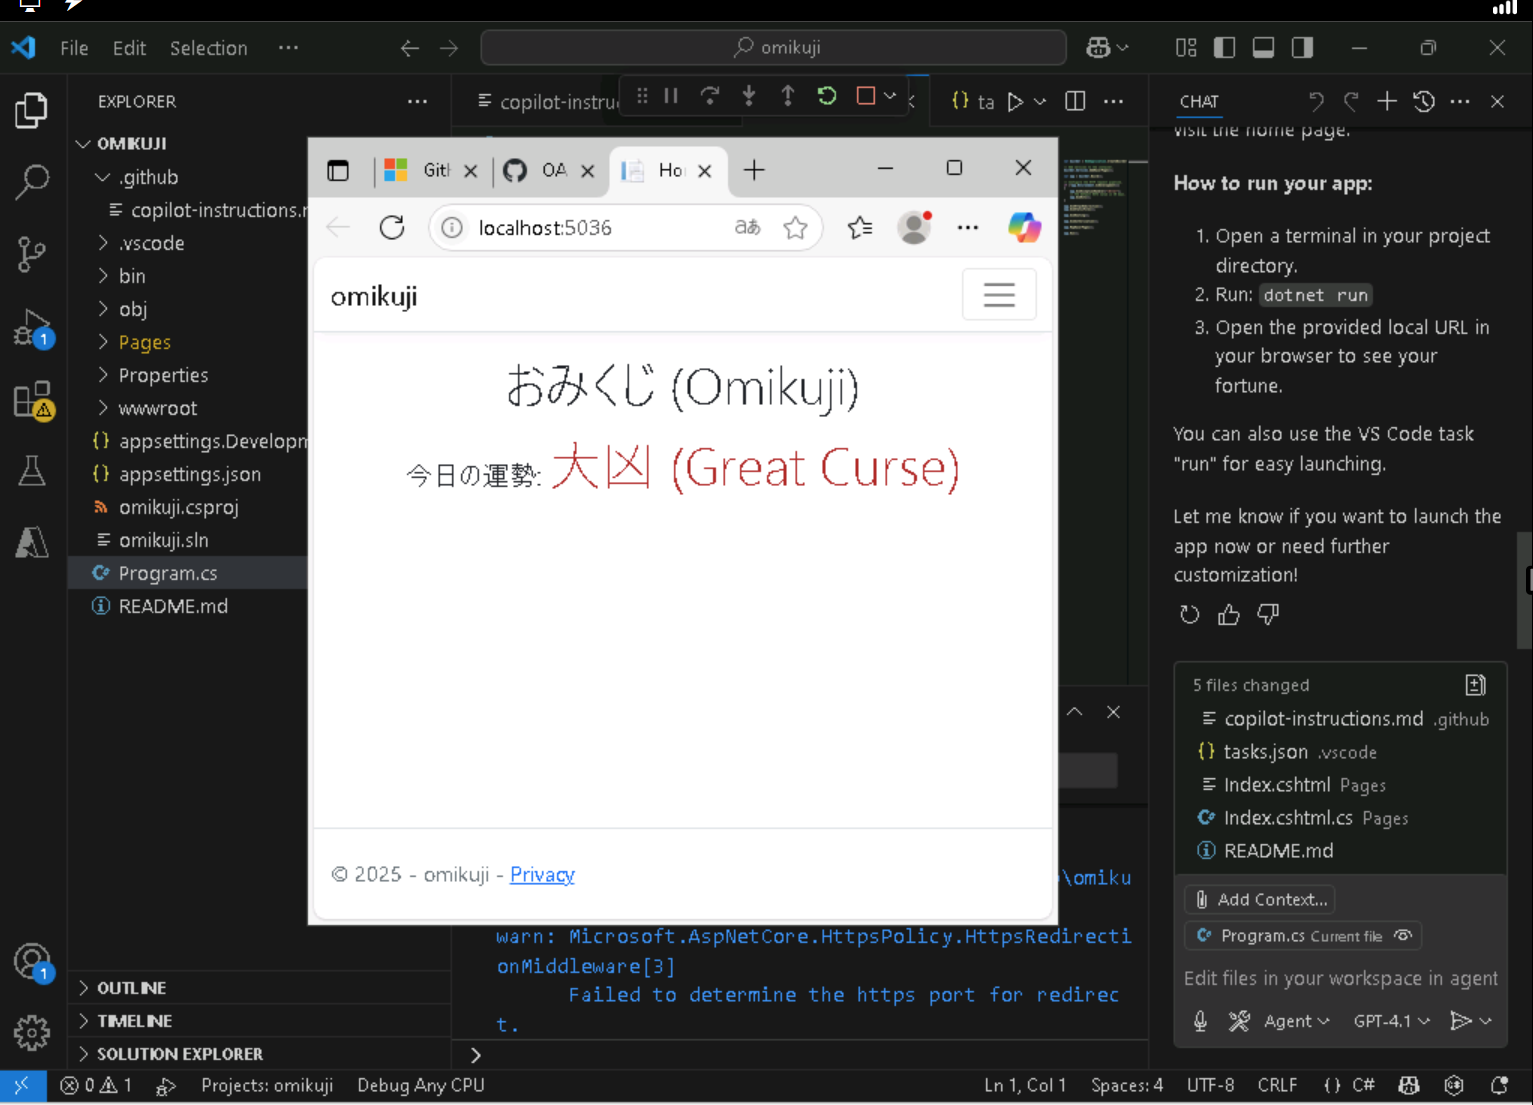 File Edit Selection ···
omikuji
EXPLORER
OMIKUJI
.github
copilot-instructions.
.vscode
bin
obj
Pages
Properties
wwwroot
appsettings.Developm
appsettings.json
omikuji.csproj
omikuji.sln
Program.cs
README.md
OUTLINE
TIMELINE
SOLUTION EXPLORER
copilot-instru
{} ta
Git
OA
Ho
localhost:5036
aあ
omikuji
おみくじ (Omikuji)
今日の運勢: 大凶 (Great Curse)
© 2025 - omikuji - Privacy
\omiku
warn: Microsoft.AspNetCore.HttpsPolicy.HttpsRedirecti
onMiddleware[3]
Failed to determine the https port for redirec
t.
CHAT
visit the home page.
How to run your app:
1. Open a terminal in your project
directory.
2. Run: dotnet run
3. Open the provided local URL in
your browser to see your
fortune.
You can also use the VS Code task
"run" for easy launching.
Let me know if you want to launch the
app now or need further
customization!
5 files changed
copilot-instructions.md .github
{} tasks.json .vscode
Index.cshtml Pages
Index.cshtml.cs Pages
README.md
Add Context...
Program.cs Current file
Edit files in your workspace in agent
Agent GPT-4.1
0 1 Projects: omikuji Debug Any CPU
Ln 1, Col 1 Spaces: 4 UTF-8 CRLF {} C#